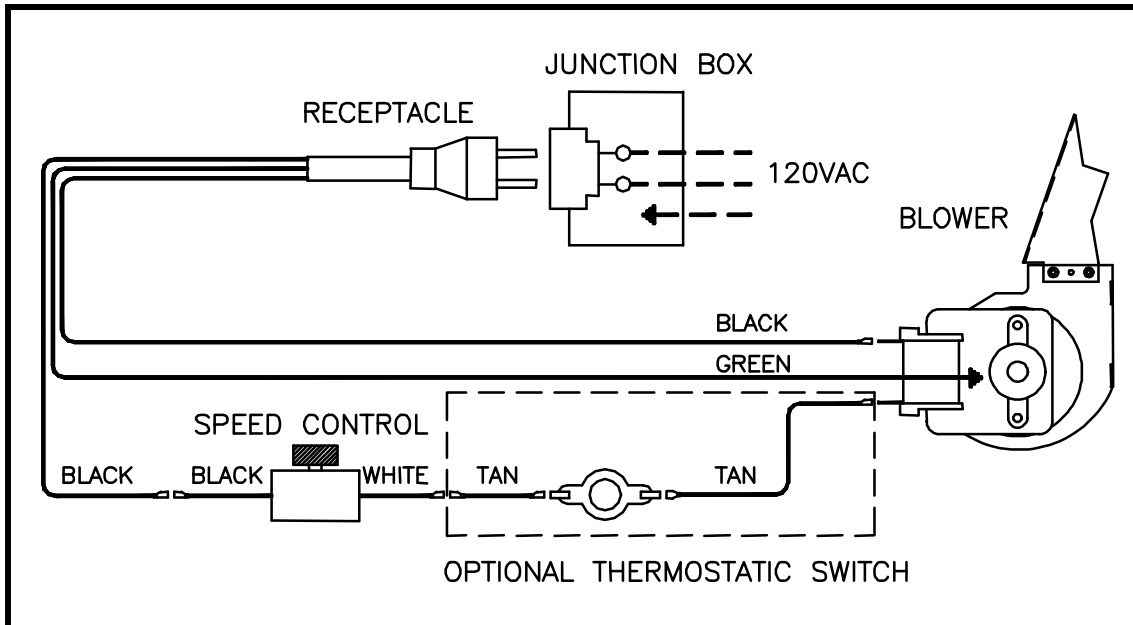 JUNCTION BOX
RECEPTACLE
120VAC
BLOWER
BLACK
GREEN
SPEED CONTROL
BLACK
BLACK
WHITE
TAN
TAN
OPTIONAL THERMOSTATIC SWITCH